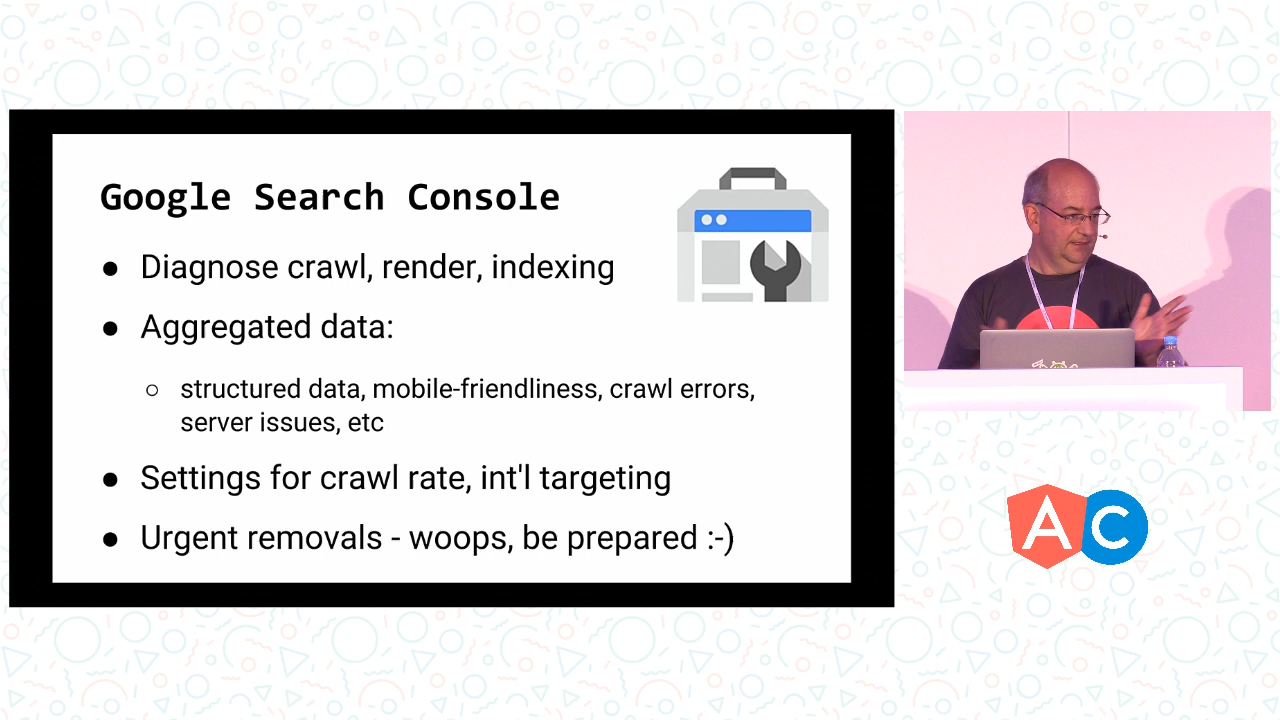 Google Search Console
● Diagnose crawl, render, indexing
● Aggregated data:
○ structured data, mobile-friendliness, crawl errors,
server issues, etc
● Settings for crawl rate, int'l targeting
● Urgent removals - woops, be prepared :-)
AC